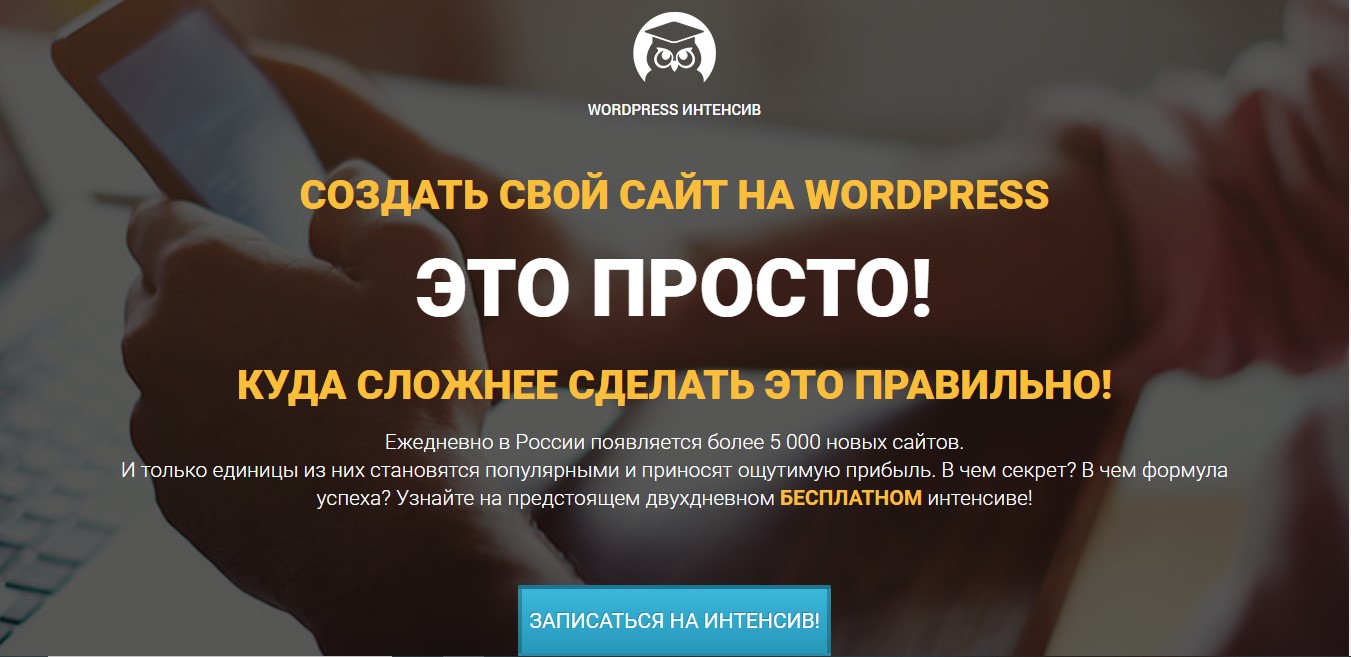 WORDPRESS ИНТЕНСИВ
СОЗДАТЬ СВОЙ САЙТ НА WORDPRESS
ЭТО ПРОСТО!
КУДА СЛОЖНЕЕ СДЕЛАТЬ ЭТО ПРАВИЛЬНО!
Ежедневно в России появляется более 5 000 новых сайтов.
И только единицы из них становятся популярными и приносят ощутимую прибыль. В чем секрет? В чем формула
успеха? Узнайте на предстоящем двухдневном БЕСПЛАТНОМ интенсиве!
ЗАПИСАТЬСЯ НА ИНТЕНСИВ!